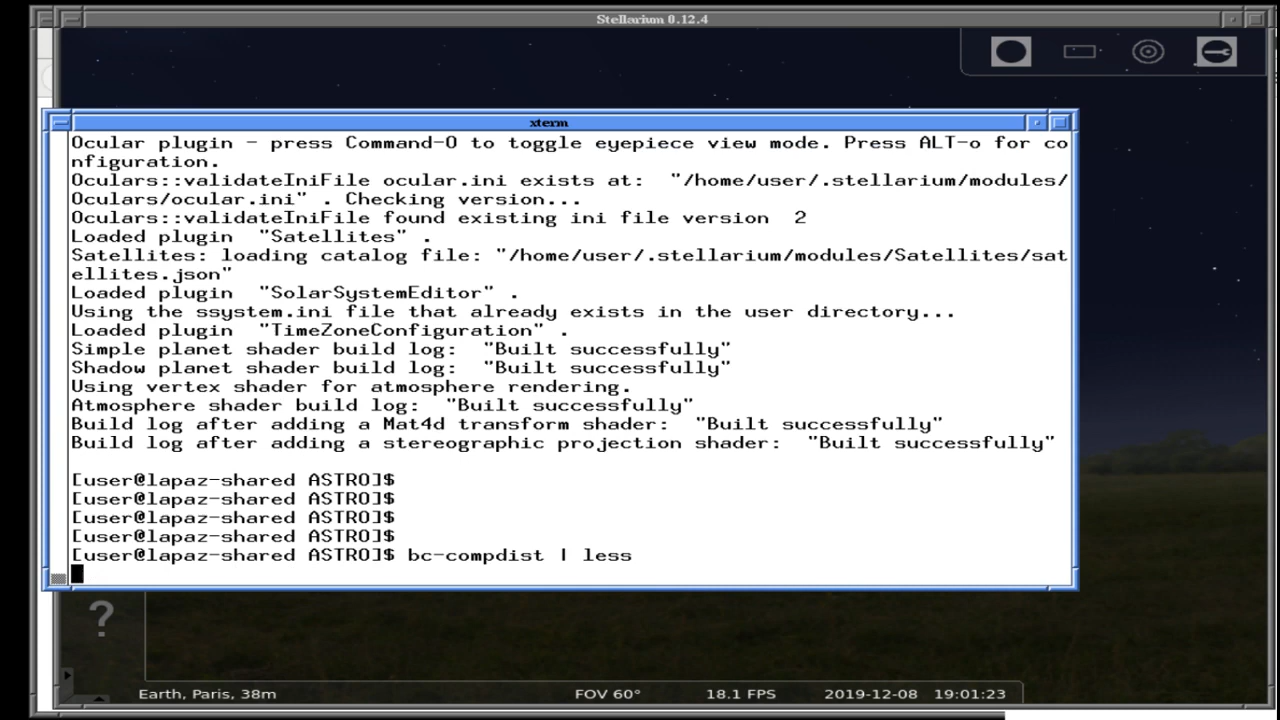 Stellarium 0.12.4
xterm
Ocular plugin - press Command-O to toggle eyepiece view mode. Press ALT-o for co
nfiguration.
Oculars::validateIniFile ocular.ini exists at:  "/home/user/.stellarium/modules/
Oculars/ocular.ini" . Checking version...
Oculars::validateIniFile found existing ini file version  2
Loaded plugin  "Satellites" .
Satellites: loading catalog file: "/home/user/.stellarium/modules/Satellites/sat
ellites.json"
Loaded plugin  "SolarSystemEditor" .
Using the ssystem.ini file that already exists in the user directory...
Loaded plugin  "TimeZoneConfiguration" .
Simple planet shader build log:  "Built successfully"
Shadow planet shader build log:  "Built successfully"
Using vertex shader for atmosphere rendering.
Atmosphere shader build log:  "Built successfully"
Build log after adding a Mat4d transform shader:  "Built successfully"
Build log after adding a stereographic projection shader:  "Built successfully"
[user@lapaz-shared ASTRO]$
[user@lapaz-shared ASTRO]$
[user@lapaz-shared ASTRO]$
[user@lapaz-shared ASTRO]$
[user@lapaz-shared ASTRO]$ bc-compdist | less
?
Earth, Paris, 38m FOV 60° 18.1 FPS 2019-12-08 19:01:23